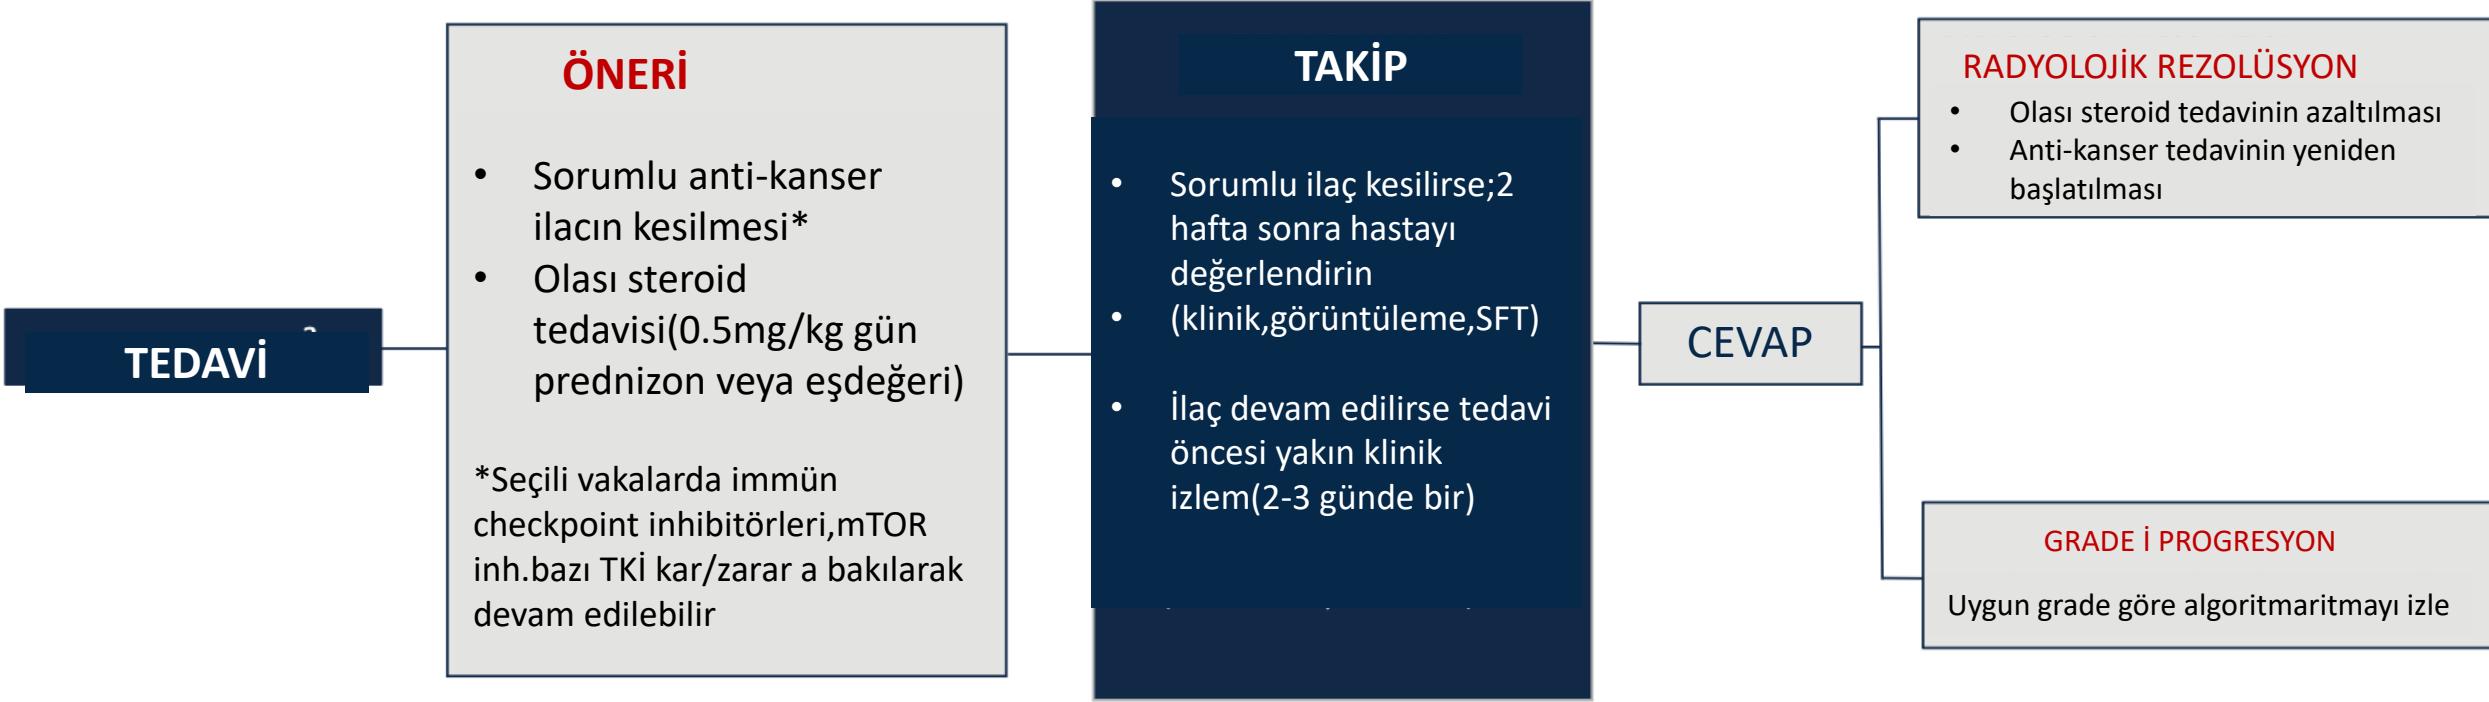 TEDAVİ
ÖNERİ
• Sorumlu anti-kanser
ilacın kesilmesi*
• Olası steroid
tedavisi(0.5mg/kg gün
prednizon veya eşdeğeri)
*Seçili vakalarda immün
checkpoint inhibitörleri,mTOR
inh.bazı TKİ kar/zarar a bakılarak
devam edilebilir
TAKİP
• Sorumlu ilaç kesilirse;2
hafta sonra hastayı
değerlendirin
• (klinik,görüntüleme,SFT)
• İlaç devam edilirse tedavi
öncesi yakın klinik
izlem(2-3 günde bir)
CEVAP
RADYOLOJİK REZOLÜSYON
• Olası steroid tedavinin azaltılması
• Anti-kanser tedavinin yeniden
başlatılması
GRADE İ PROGRESYON
Uygun grade göre algoritmaritmayı izle